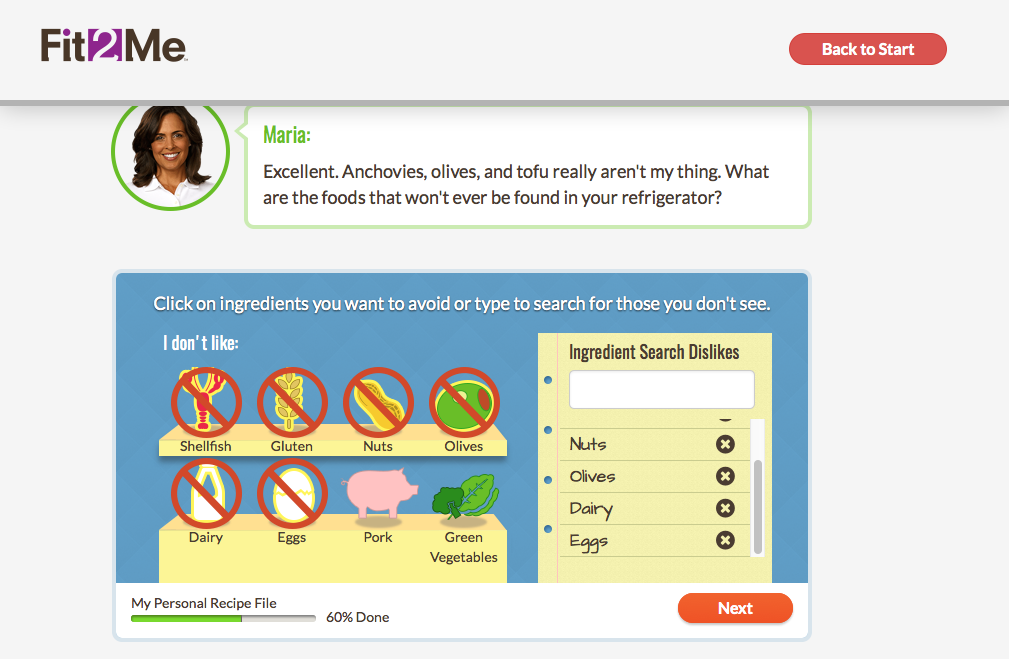 Fit2Me
Back to Start
Maria:
Excellent. Anchovies, olives, and tofu really aren't my thing. What
are the foods that won't ever be found in your refrigerator?
Click on ingredients you want to avoid or type to search for those you don't see.
I don't like:
Shellfish
Gluten
Nuts
Olives
Dairy
Eggs
Pork
Green
Vegetables
Ingredient Search Dislikes
Nuts
Olives
Dairy
Eggs
My Personal Recipe File
60% Done
Next